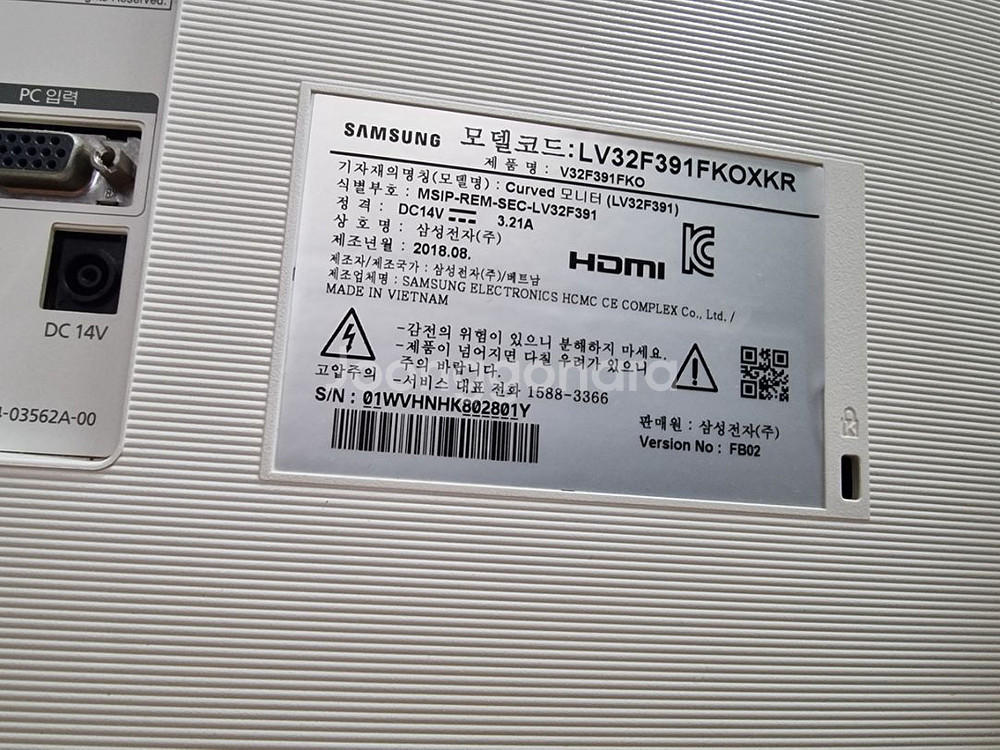 ghts Reserved.
PC 입력
DC 14V
4-03562A-00
SAMSUNG 모델코드:LV32F391FKOXKR
제 품 명 : V32F391FKO
기자재의명칭(모델명) : Curved 모니터 (LV32F391)
식별부호 : MSIP-REM-SEC-LV32F391
정 격 : DC14V 3.21A
상 호 명 : 삼성전자(주)
제조년월 : 2018.08.
제조자/제조국가 : 삼성전자(주)/베트남
제조업체명 : SAMSUNG ELECTRONICS HCMC CE COMPLEX Co., Ltd. /
MADE IN VIETNAM
HDMI
-감전의 위험이 있으니 분해하지 마세요.
-제품이 넘어지면 다칠 우려가 있으니
주의 바랍니다.
고압주의 -서비스 대표 전화 1588-3366
S/N : 01WVHNHK802801Y
판매원 : 삼성전자(주)
Version No : FB02
joongonara